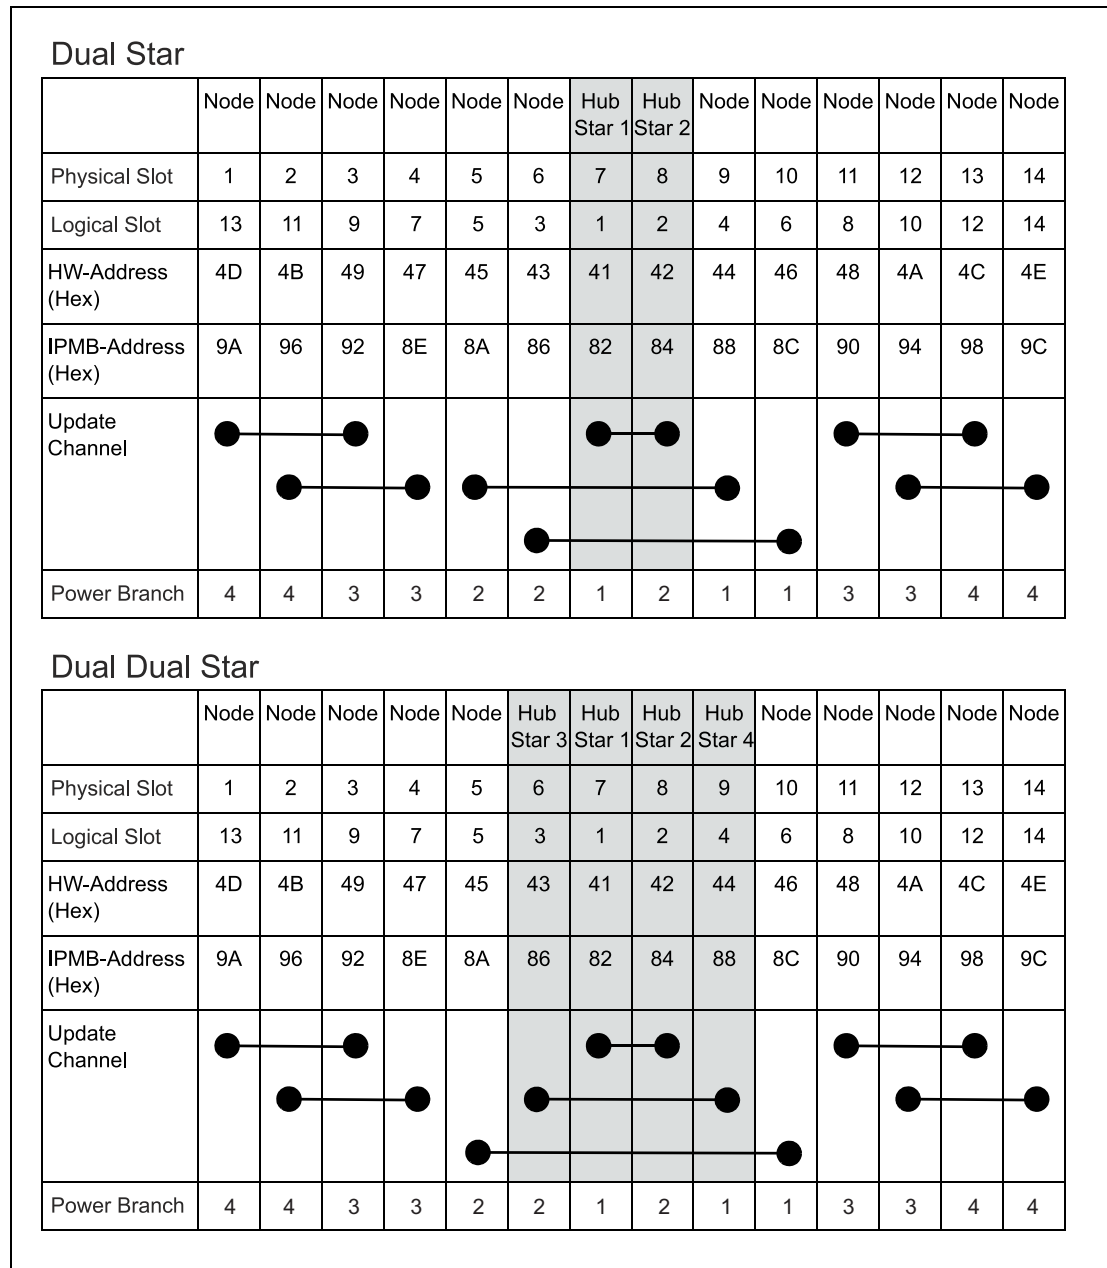 Dual Star
Node Node Node Node Node Node Hub Star 1 Hub Star 2 Node Node Node Node Node Node
Physical Slot 1 2 3 4 5 6 7 8 9 10 11 12 13 14
Logical Slot 13 11 9 7 5 3 1 2 4 6 8 10 12 14
HW-Address (Hex) 4D 4B 49 47 45 43 41 42 44 46 48 4A 4C 4E
IPMB-Address (Hex) 9A 96 92 8E 8A 86 82 84 88 8C 90 94 98 9C
Update Channel
Power Branch 4 4 3 3 2 2 1 2 1 1 3 3 4 4
Dual Dual Star
Node Node Node Node Node Hub Star 3 Hub Star 1 Hub Star 2 Hub Star 4 Node Node Node Node Node
Physical Slot 1 2 3 4 5 6 7 8 9 10 11 12 13 14
Logical Slot 13 11 9 7 5 3 1 2 4 6 8 10 12 14
HW-Address (Hex) 4D 4B 49 47 45 43 41 42 44 46 48 4A 4C 4E
IPMB-Address (Hex) 9A 96 92 8E 8A 86 82 84 88 8C 90 94 98 9C
Update Channel
Power Branch 4 4 3 3 2 2 1 2 1 1 3 3 4 4